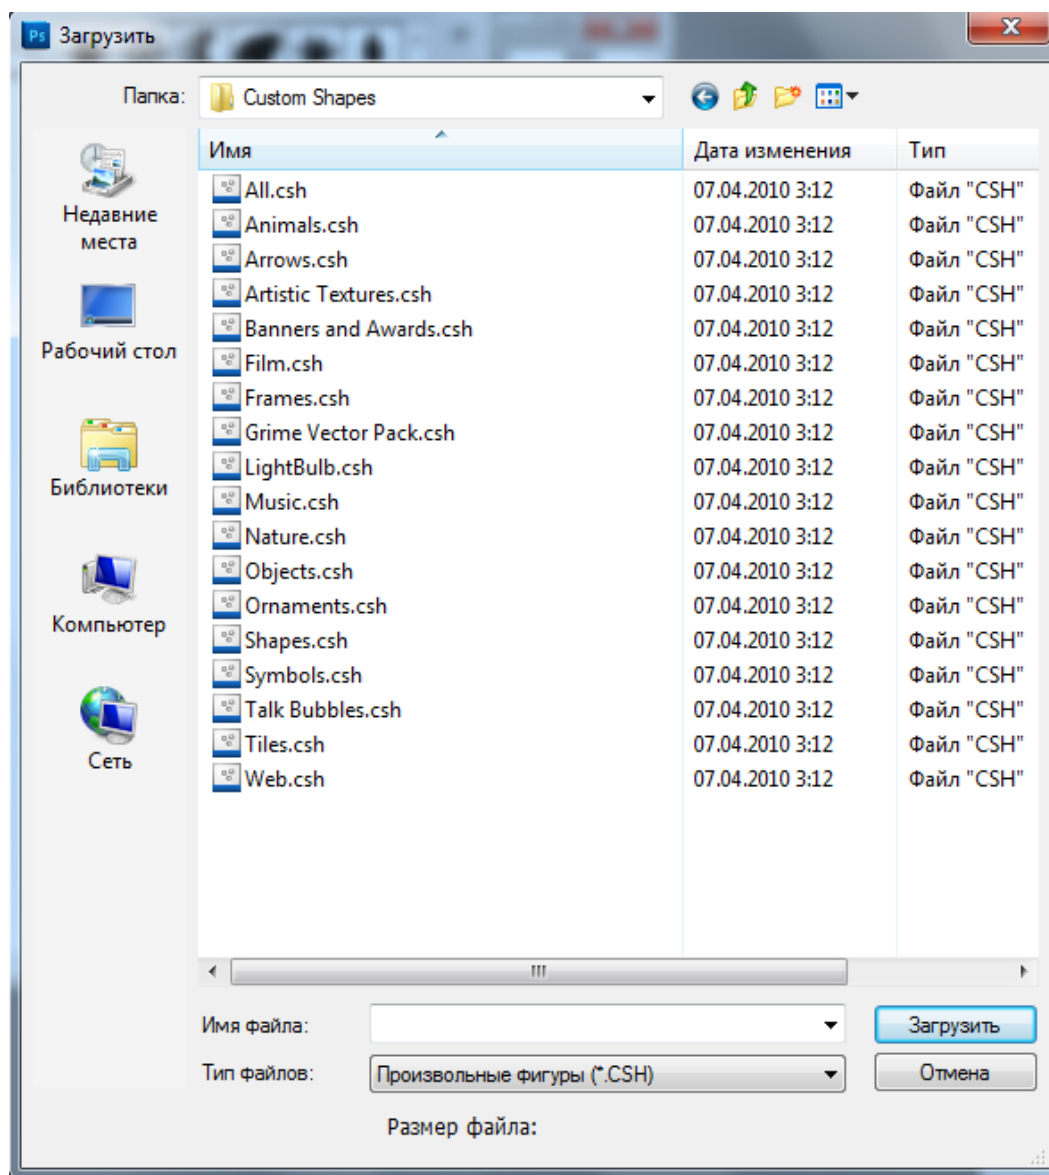 Ps Загрузить
Папка: Custom Shapes
Имя Дата изменения Тип
All.csh 07.04.2010 3:12 Файл "CSH"
Animals.csh 07.04.2010 3:12 Файл "CSH"
Arrows.csh 07.04.2010 3:12 Файл "CSH"
Artistic Textures.csh 07.04.2010 3:12 Файл "CSH"
Banners and Awards.csh 07.04.2010 3:12 Файл "CSH"
Film.csh 07.04.2010 3:12 Файл "CSH"
Frames.csh 07.04.2010 3:12 Файл "CSH"
Grime Vector Pack.csh 07.04.2010 3:12 Файл "CSH"
LightBulb.csh 07.04.2010 3:12 Файл "CSH"
Music.csh 07.04.2010 3:12 Файл "CSH"
Nature.csh 07.04.2010 3:12 Файл "CSH"
Objects.csh 07.04.2010 3:12 Файл "CSH"
Ornaments.csh 07.04.2010 3:12 Файл "CSH"
Shapes.csh 07.04.2010 3:12 Файл "CSH"
Symbols.csh 07.04.2010 3:12 Файл "CSH"
Talk Bubbles.csh 07.04.2010 3:12 Файл "CSH"
Tiles.csh 07.04.2010 3:12 Файл "CSH"
Web.csh 07.04.2010 3:12 Файл "CSH"
Недавние
места
Рабочий стол
Библиотеки
Компьютер
Сеть
Имя файла: Загрузить
Тип файлов: Произвольные фигуры (*.CSH) Отмена
Размер файла: